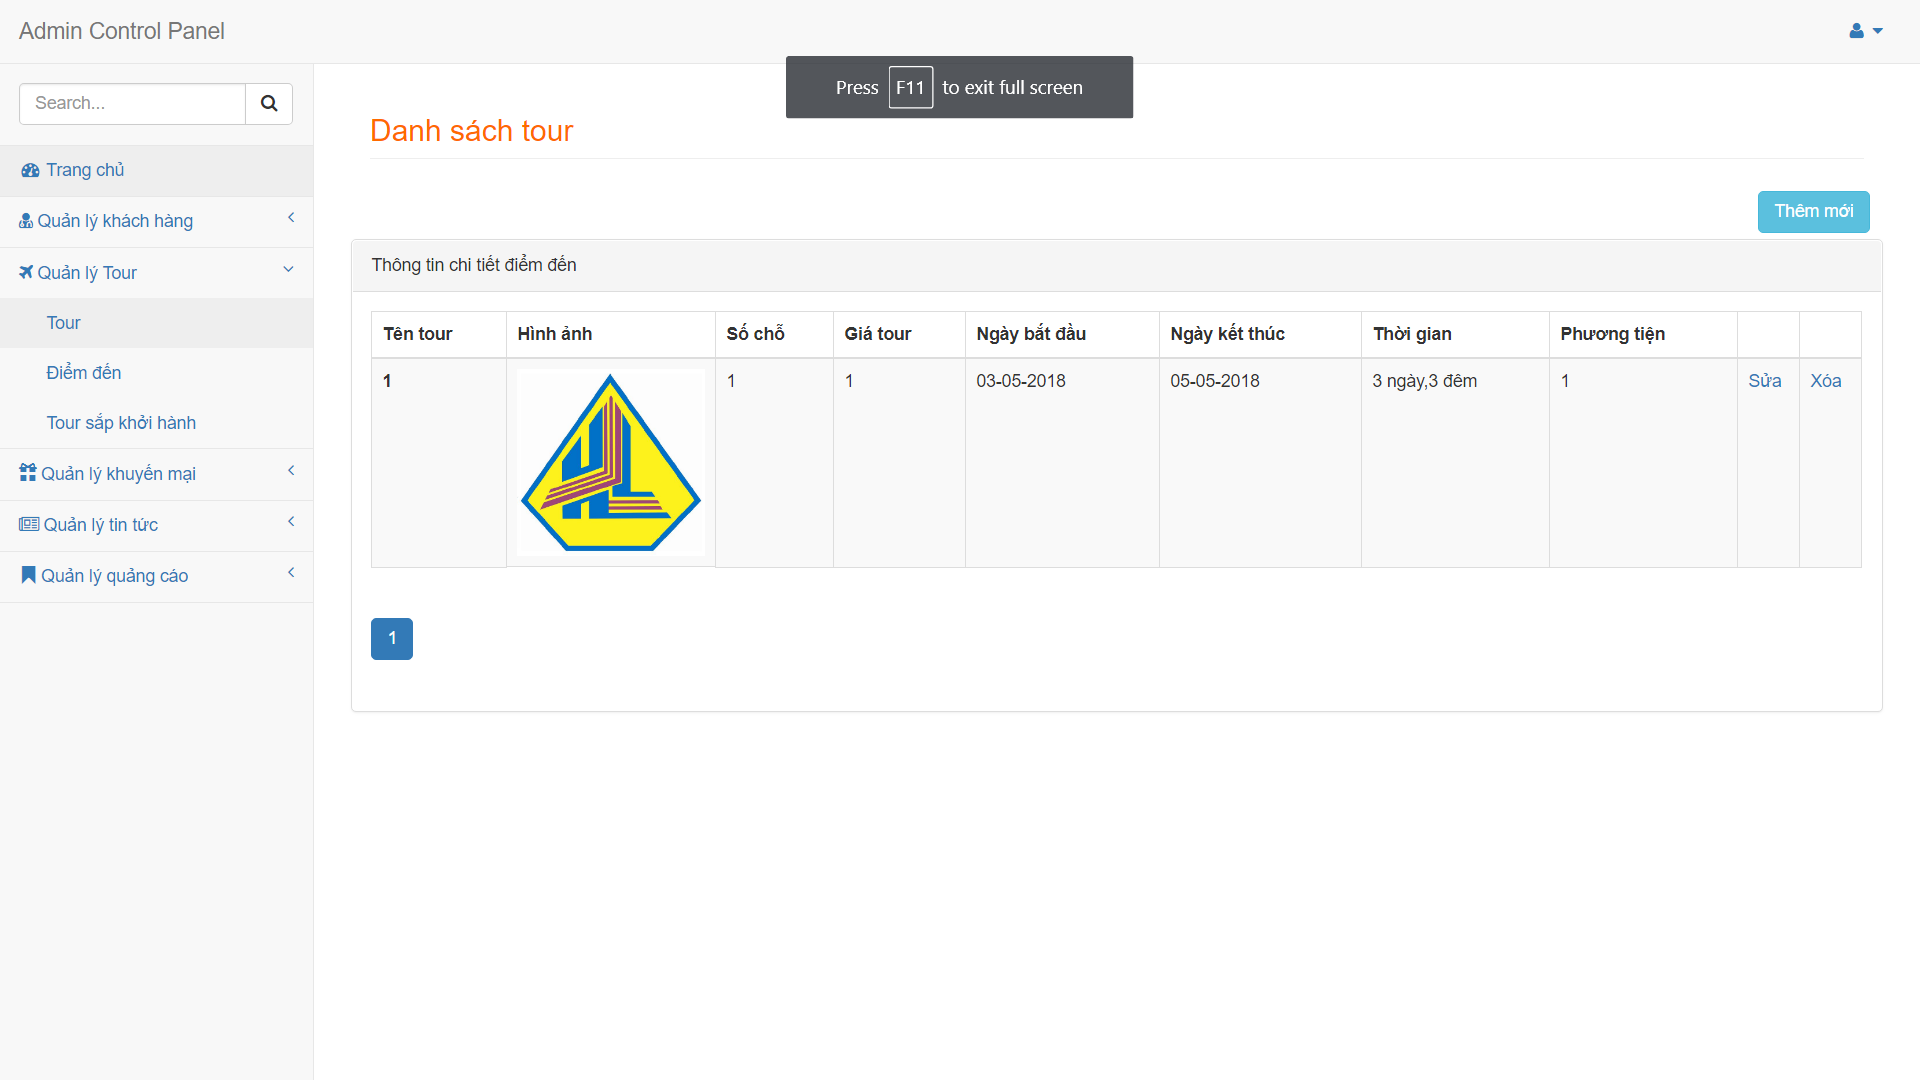 Admin Control Panel
Press F11 to exit full screen
Search...
Trang chủ
Quản lý khách hàng
Quản lý Tour
Tour
Điểm đến
Tour sắp khởi hành
Quản lý khuyến mại
Quản lý tin tức
Quản lý quảng cáo
Danh sách tour
Thêm mới
Thông tin chi tiết điểm đến
Tên tour Hình ảnh Số chỗ Giá tour Ngày bắt đầu Ngày kết thúc Thời gian Phương tiện
1 1 1 03-05-2018 05-05-2018 3 ngày,3 đêm 1 Sửa Xóa
HL
1